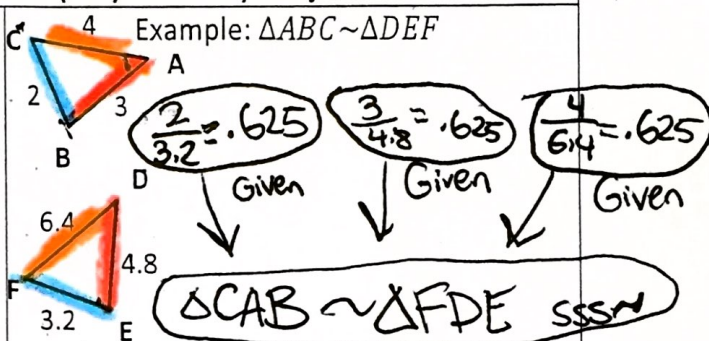 Example: ΔABC~ΔDEF
C
4
A
2
3
B
2/3.2 = .625
3/4.8 = .625
4/6.4 = .625
Given
Given
Given
D
6.4
4.8
F
3.2
E
ΔCAB ~ ΔFDE SSS~